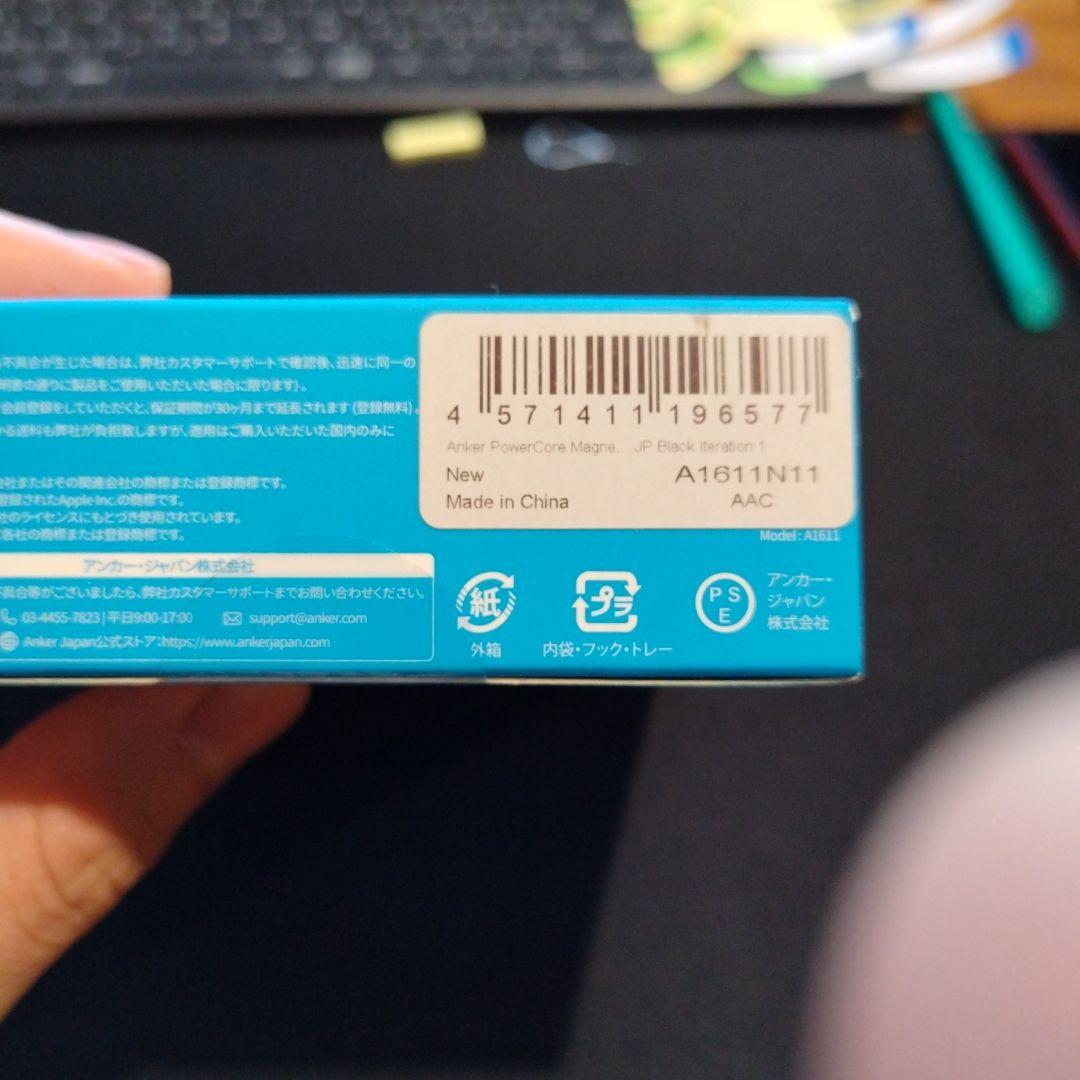 不具合が生じた場合は、弊社カスタマーサポートで確認後、迅速に同一の
明書の通りに製品をご使用いただいた場合に限ります)。
会員登録をしていただくと、保証期間が30ヶ月まで延長されます(登録無料)。
かる送料も弊社が負担致しますが、適用はご購入いただいた国内のみに
会社またはその関連会社の商標または登録商標です。
登録されたApple Inc.の商標です。
社のライセンスにもとづき使用されています。
各社の商標または登録商標です。
アンカー・ジャパン株式会社
不具合等がございましたら、弊社カスタマーサポートまでお問い合わせください。
03-4455-7823 | 平日9:00-17:00 support@anker.com
Anker Japan公式ストア:https://www.ankerjapan.com
4 571411 196577
Anker PowerCore Magne... JP Black Iteration 1
New A1611N11
Made in China AAC
Model : A1611
紙
外箱
プラ
内袋・フック・トレー
PSE
アンカー・
ジャパン
株式会社